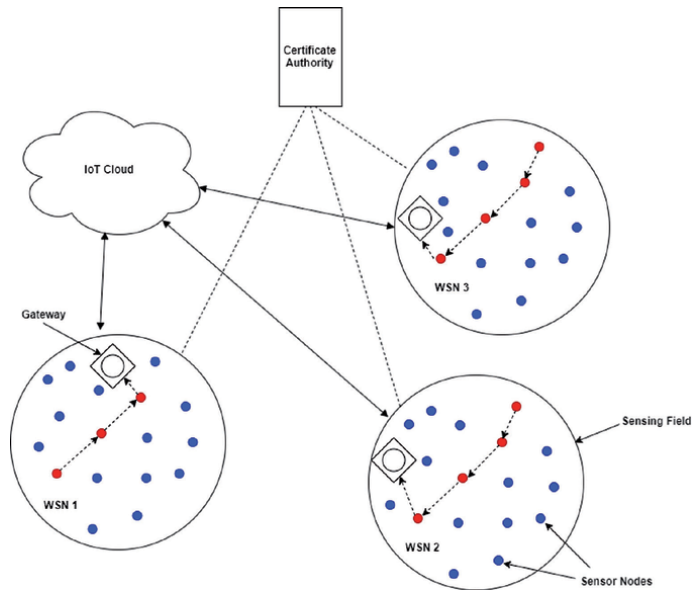 Certificate
Authority
IoT Cloud
WSN 3
Gateway
Sensing Field
WSN 1
WSN 2
Sensor Nodes